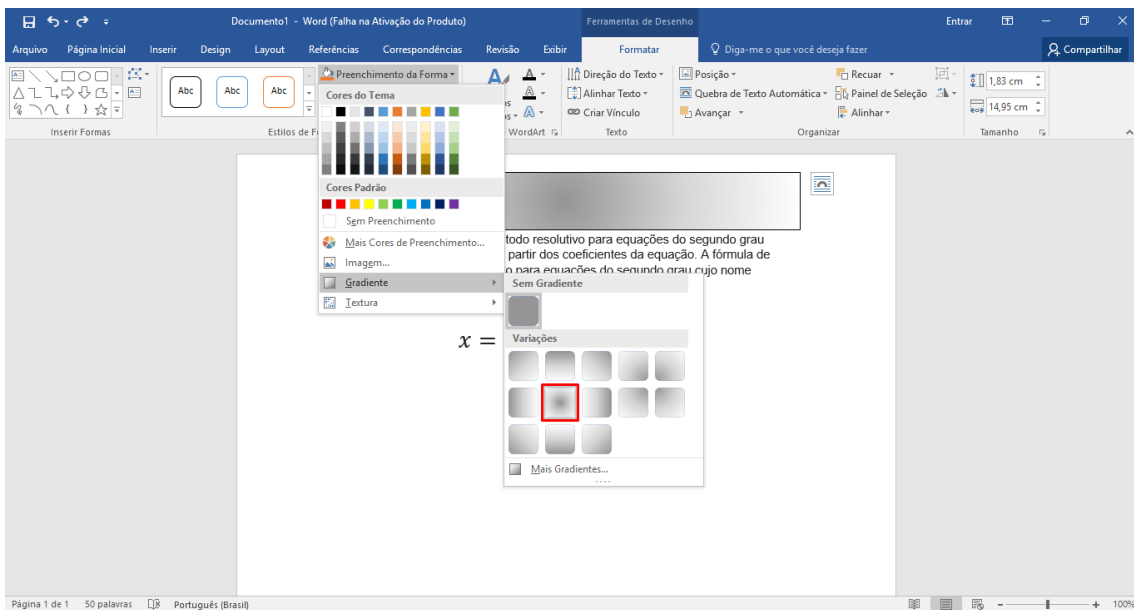 Documento1 - Word (Falha na Ativação do Produto)
Ferramentas de Desenho
Entrar
Arquivo Página Inicial Inserir Design Layout Referências Correspondências Revisão Exibir Formatar Diga-me o que você deseja fazer Compartilhar
Abc Abc Abc
Preenchimento da Forma
A A
Direção do Texto
Posição
Recuar
1,83 cm
A
Alinhar Texto
Quebra de Texto Automática
Painel de Seleção
A
Criar Vínculo
Avançar
Alinhar
14,95 cm
Inserir Formas
Estilos de F
WordArt
Texto
Organizar
Tamanho
Cores do Tema
Cores Padrão
Sem Preenchimento
Mais Cores de Preenchimento...
Imagem...
Gradiente
Textura
todo resolutivo para equações do segundo grau
partir dos coeficientes da equação. A fórmula de
o para equações do segundo grau cujo nome
x =
Sem Gradiente
Variações
Mais Gradientes...
Página 1 de 1 50 palavras Português (Brasil)
100%